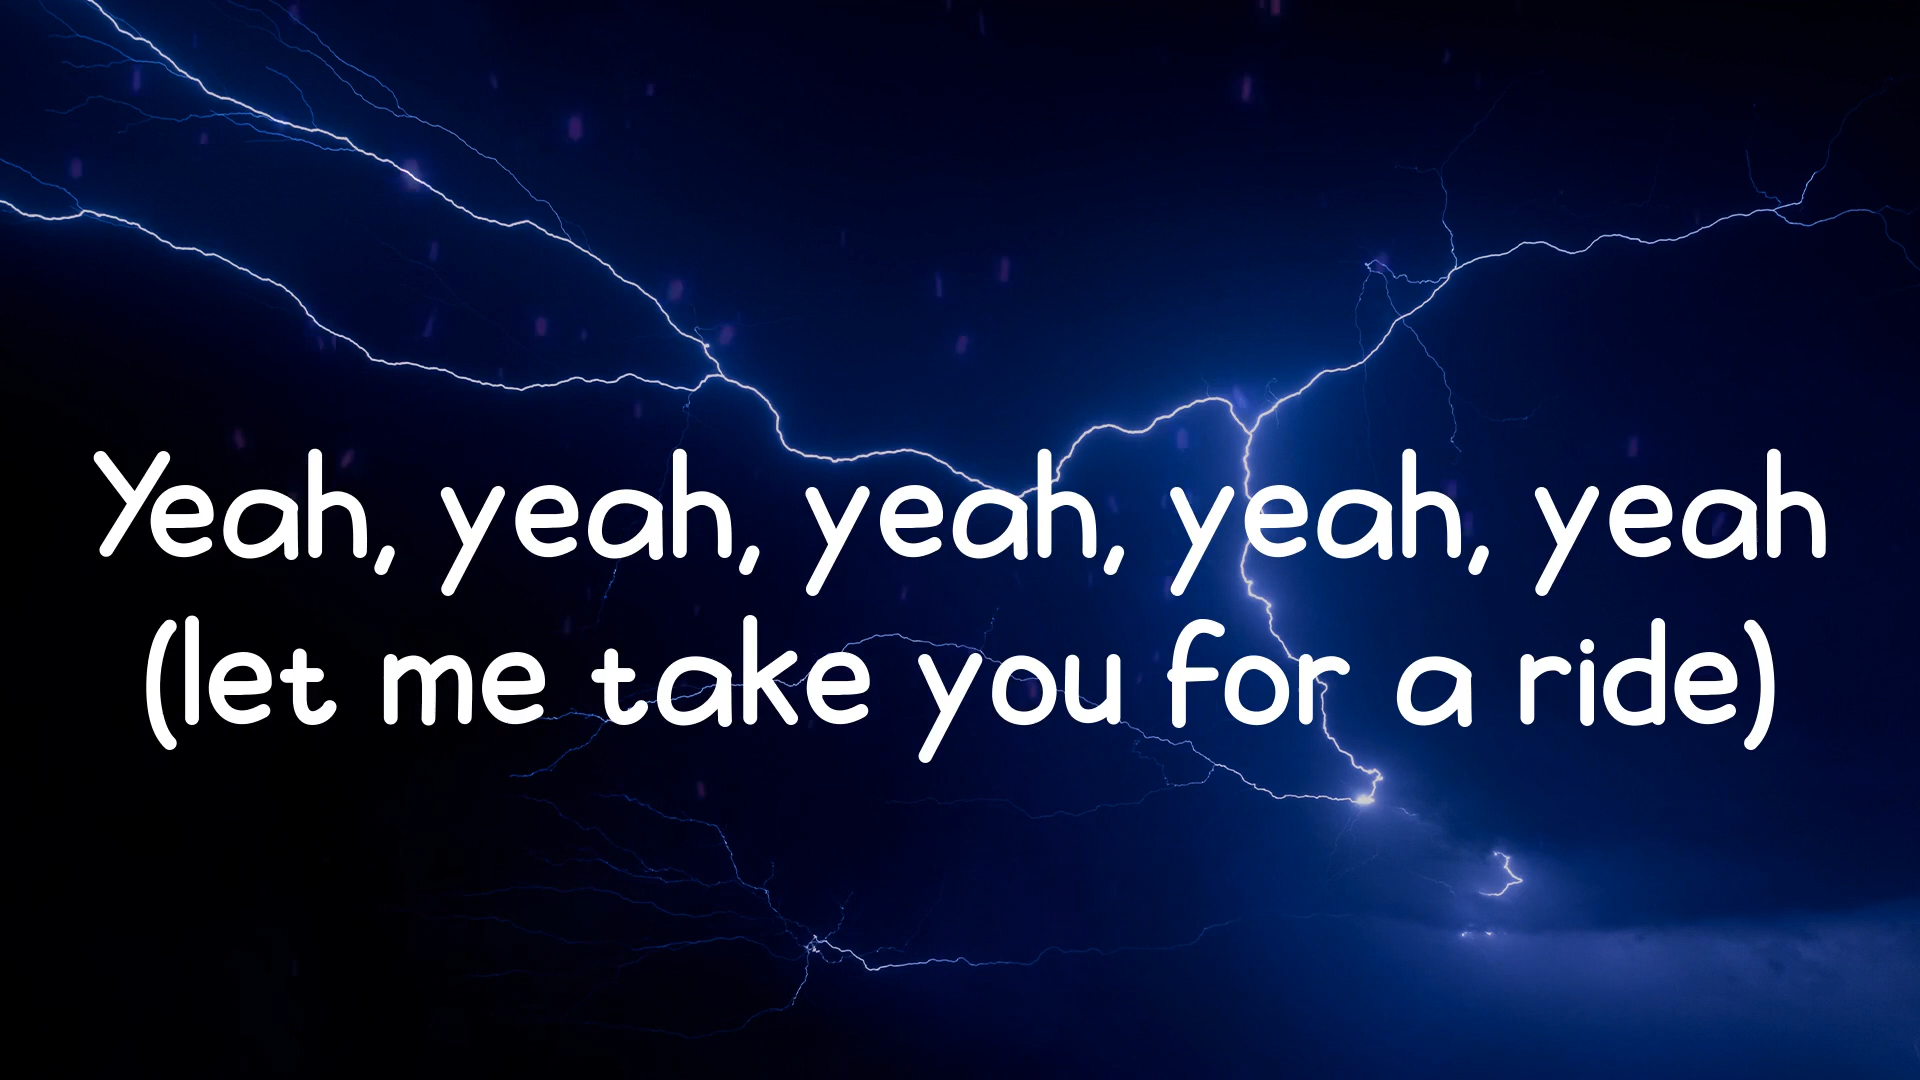 Yeah, yeah, yeah, yeah, yeah
(let me take you for a ride)